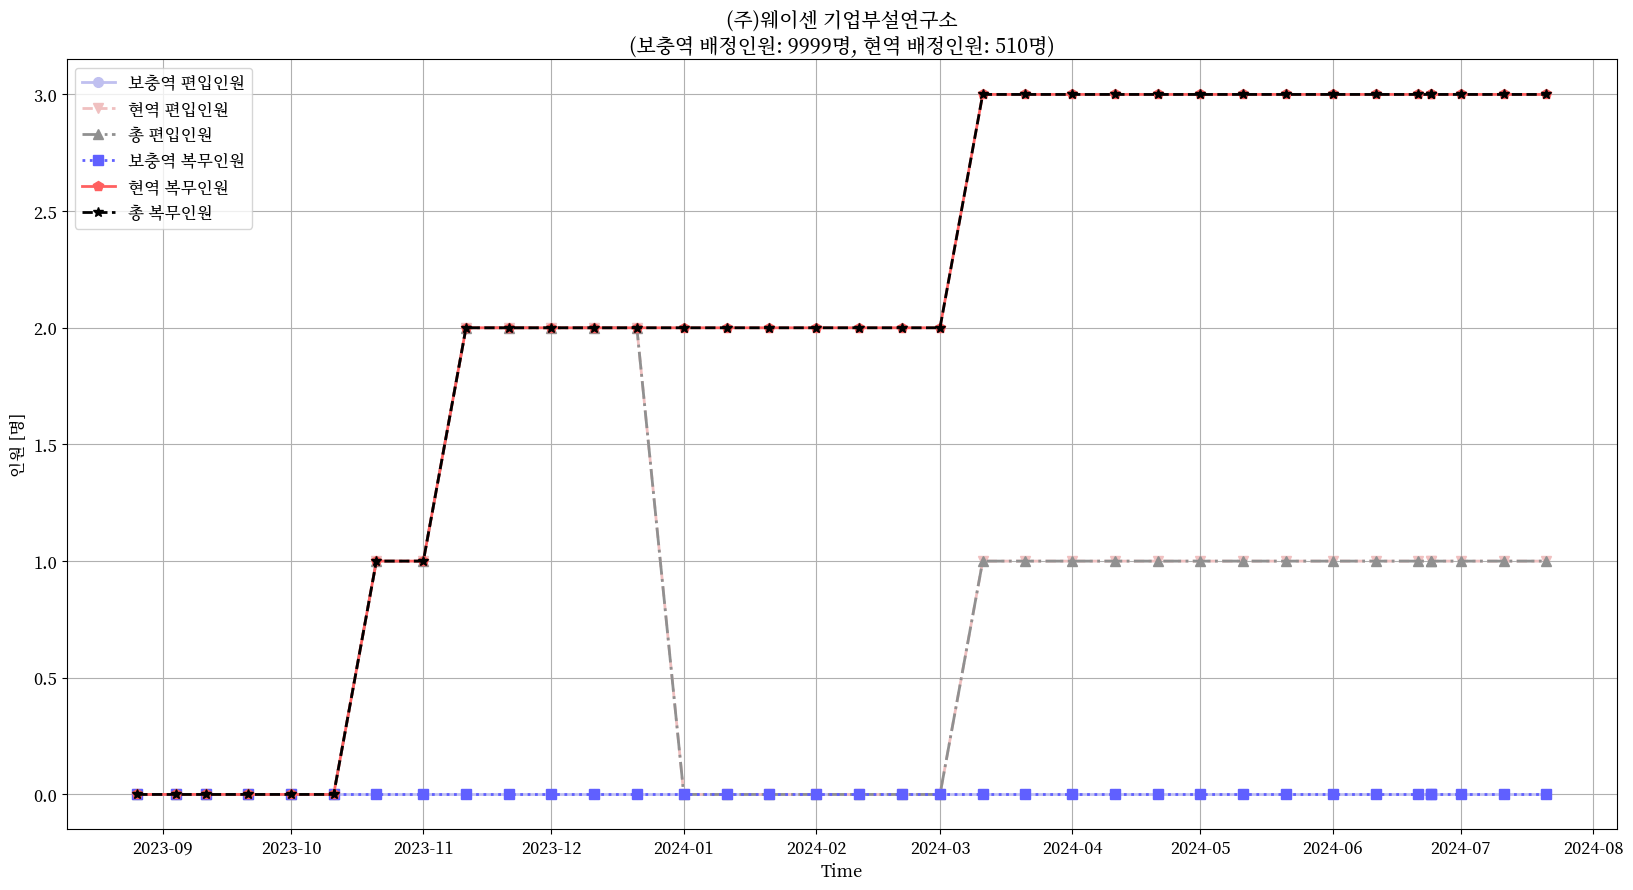 (주)웨이센 기업부설연구소
(보충역 배정인원: 9999명, 현역 배정인원: 510명)
보충역 편입인원
현역 편입인원
총 편입인원
보충역 복무인원
현역 복무인원
총 복무인원
3.0
2.5
2.0
1.5
1.0
0.5
0.0
인원 [명]
2023-09 2023-10 2023-11 2023-12 2024-01 2024-02 2024-03 2024-04 2024-05 2024-06 2024-07 2024-08
Time